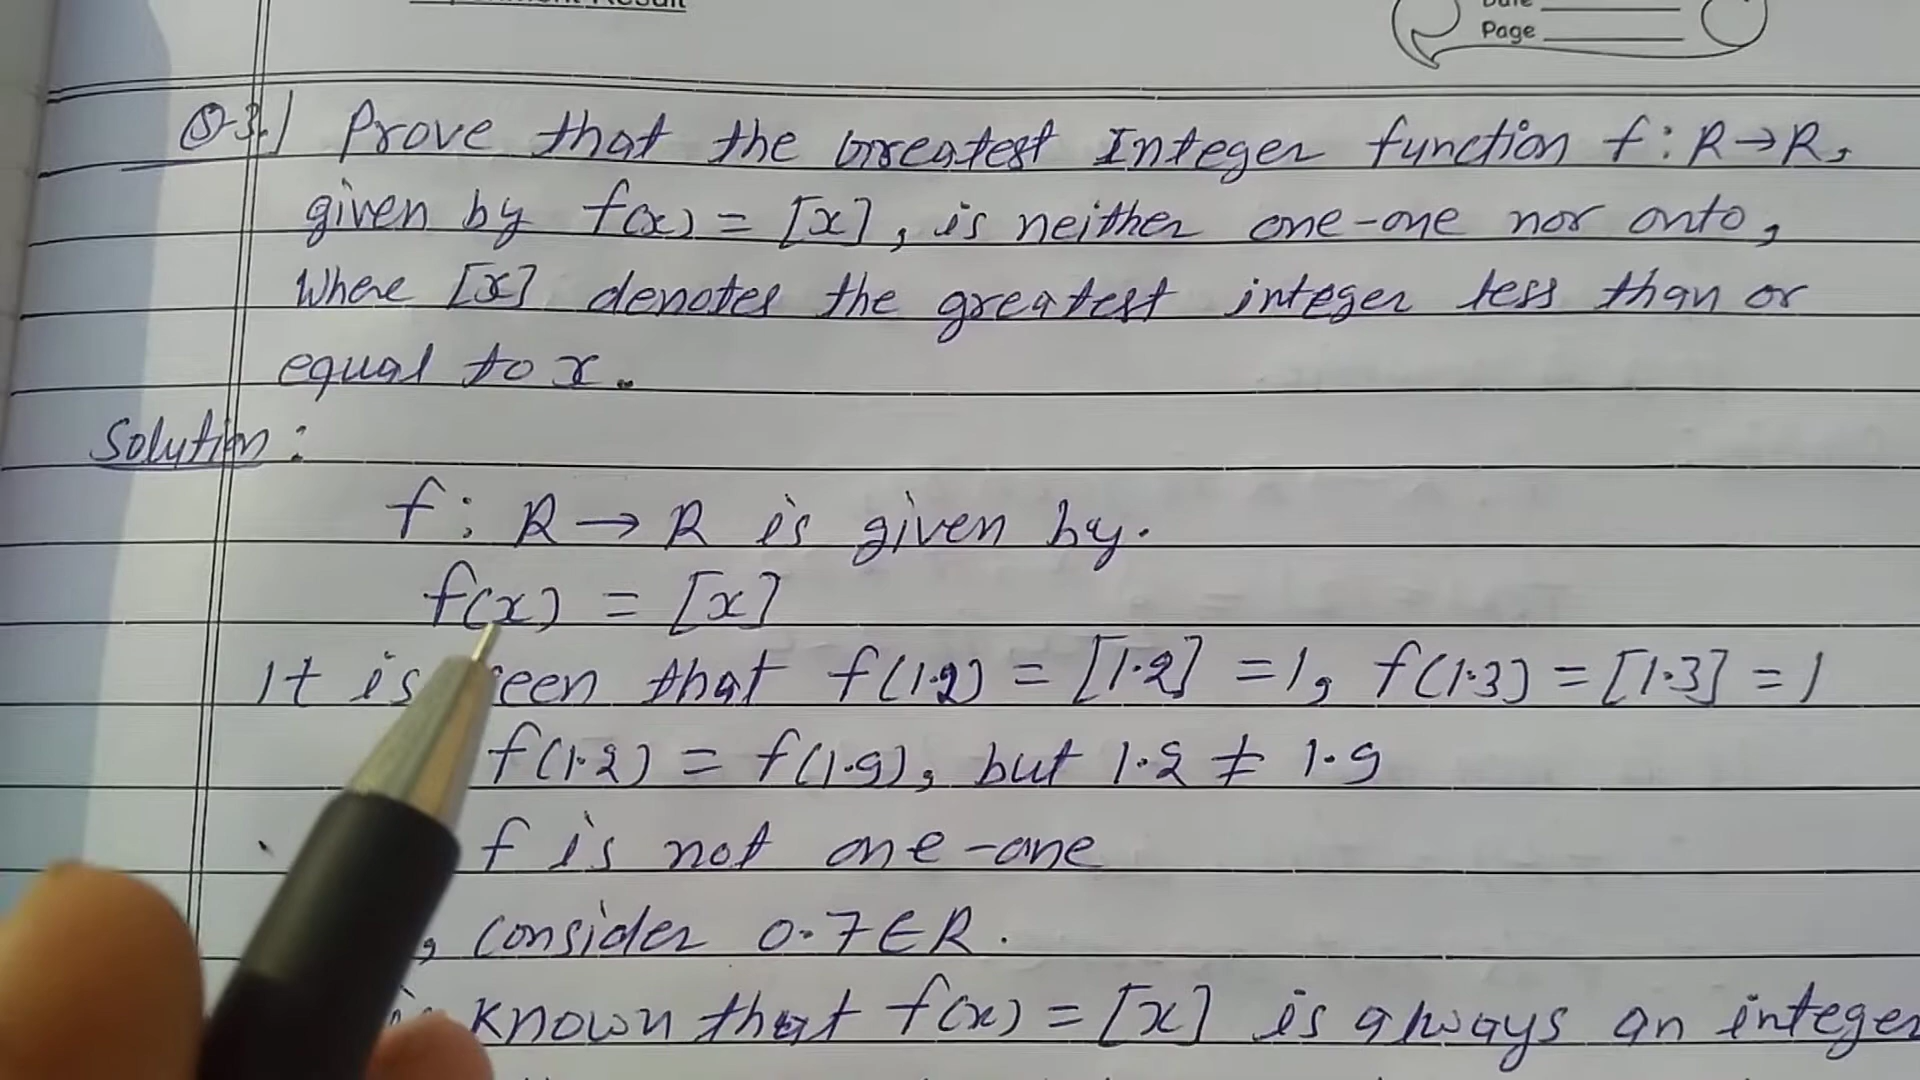 Page
Q-3.) Prove that the Greatest Integer function f : R → R,
given by f(x) = [x], is neither one-one nor onto,
Where [x] denotes the greatest integer less than or
equal to x.
Solution:
f : R → R is given by.
f(x) = [x]
It is seen that f(1.2) = [1.2] = 1, f(1.3) = [1.3] = 1
f(1.2) = f(1.9), but 1.2 ≠ 1.9
f is not one-one
, consider 0.7 ∈ R.
known that f(x) = [x] is always an integer